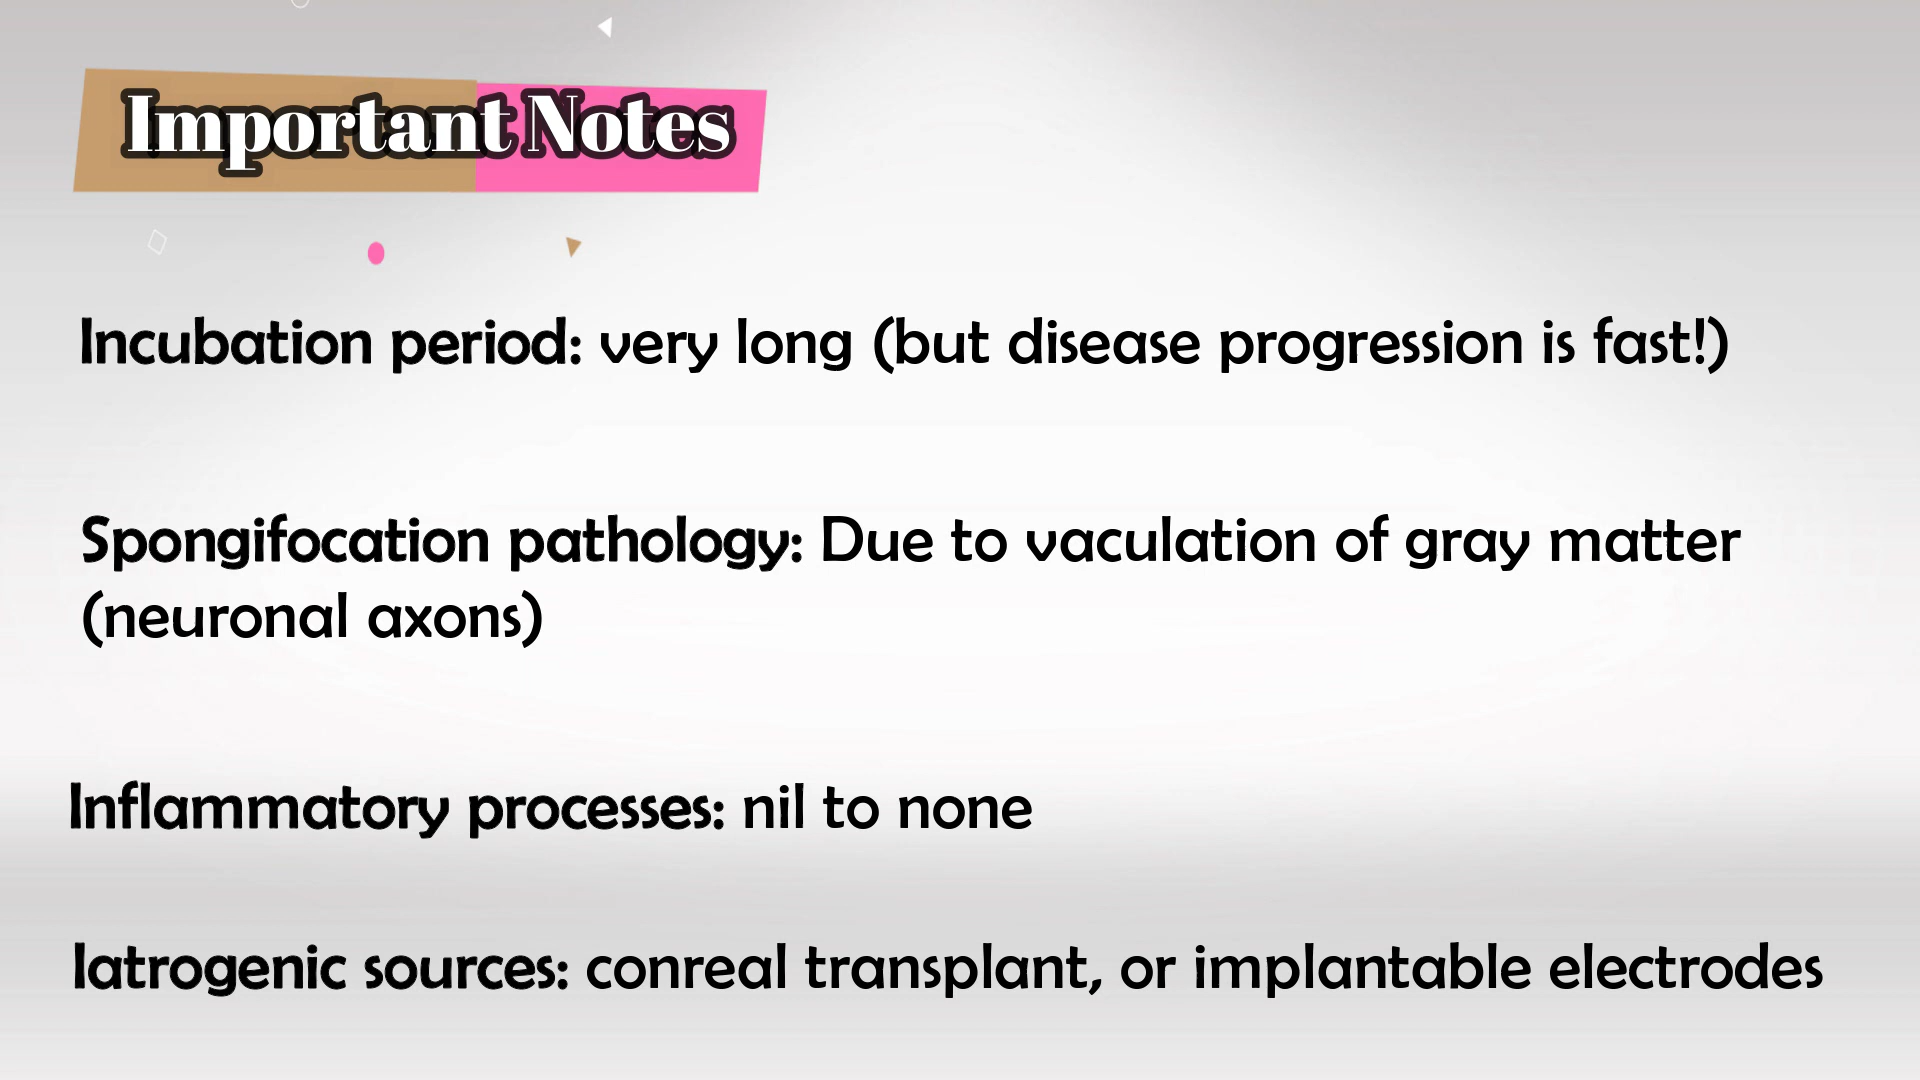 Important Notes
Incubation period: very long (but disease progression is fast!)
Spongifocation pathology: Due to vaculation of gray matter
(neuronal axons)
Inflammatory processes: nil to none
Iatrogenic sources: conreal transplant, or implantable electrodes